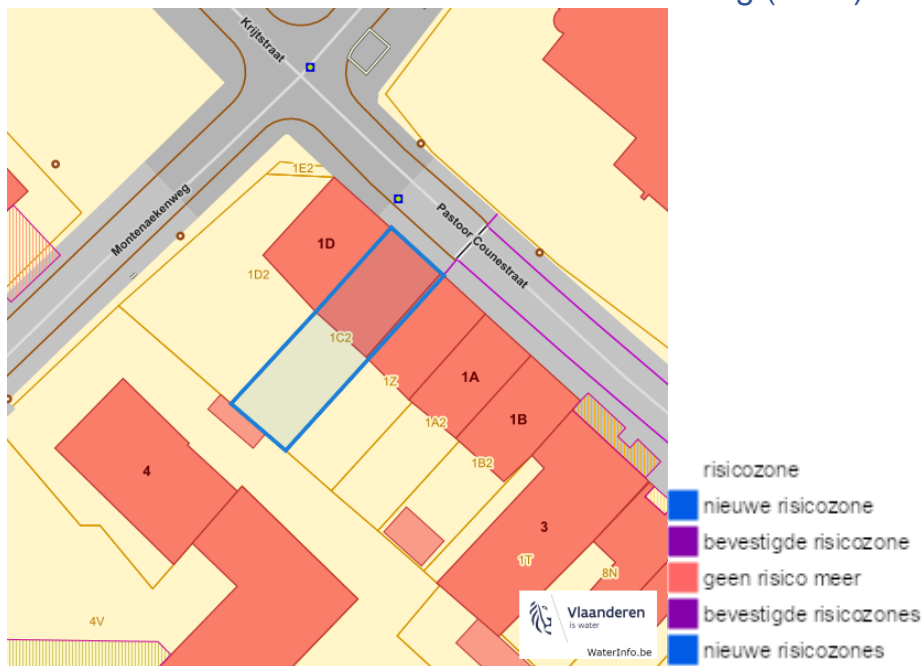 Krijtstraat
1E2
Montenaekenweg
Pastoor Counestraat
1D
1D2
1C2
1Z
1A
1A2
1B
1B2
4
3
1T
8N
4V
Vlaanderen
is water
WaterInfo.be
risicozone
nieuwe risicozone
bevestigde risicozone
geen risico meer
bevestigde risicozones
nieuwe risicozones